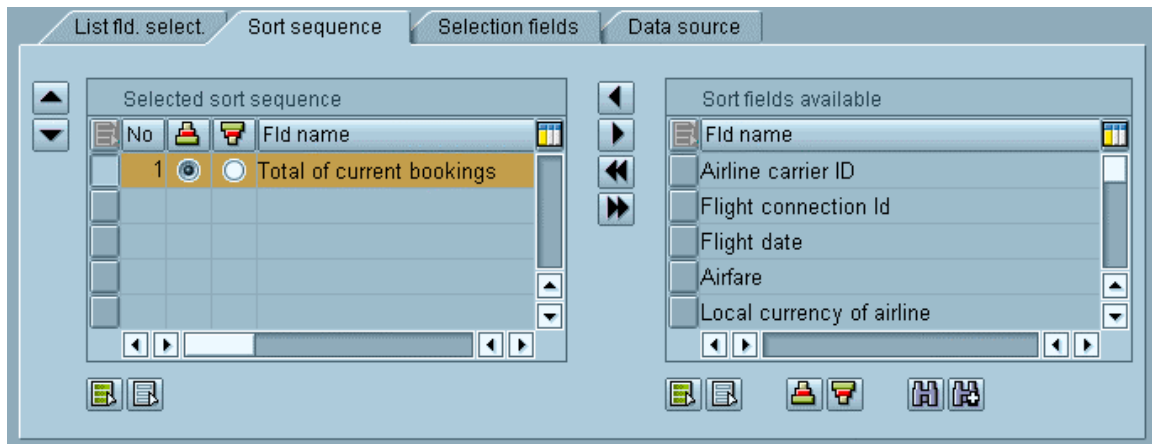 List fld. select. Sort sequence Selection fields Data source
Selected sort sequence
No Fld name
1 Total of current bookings
Sort fields available
Fld name
Airline carrier ID
Flight connection Id
Flight date
Airfare
Local currency of airline